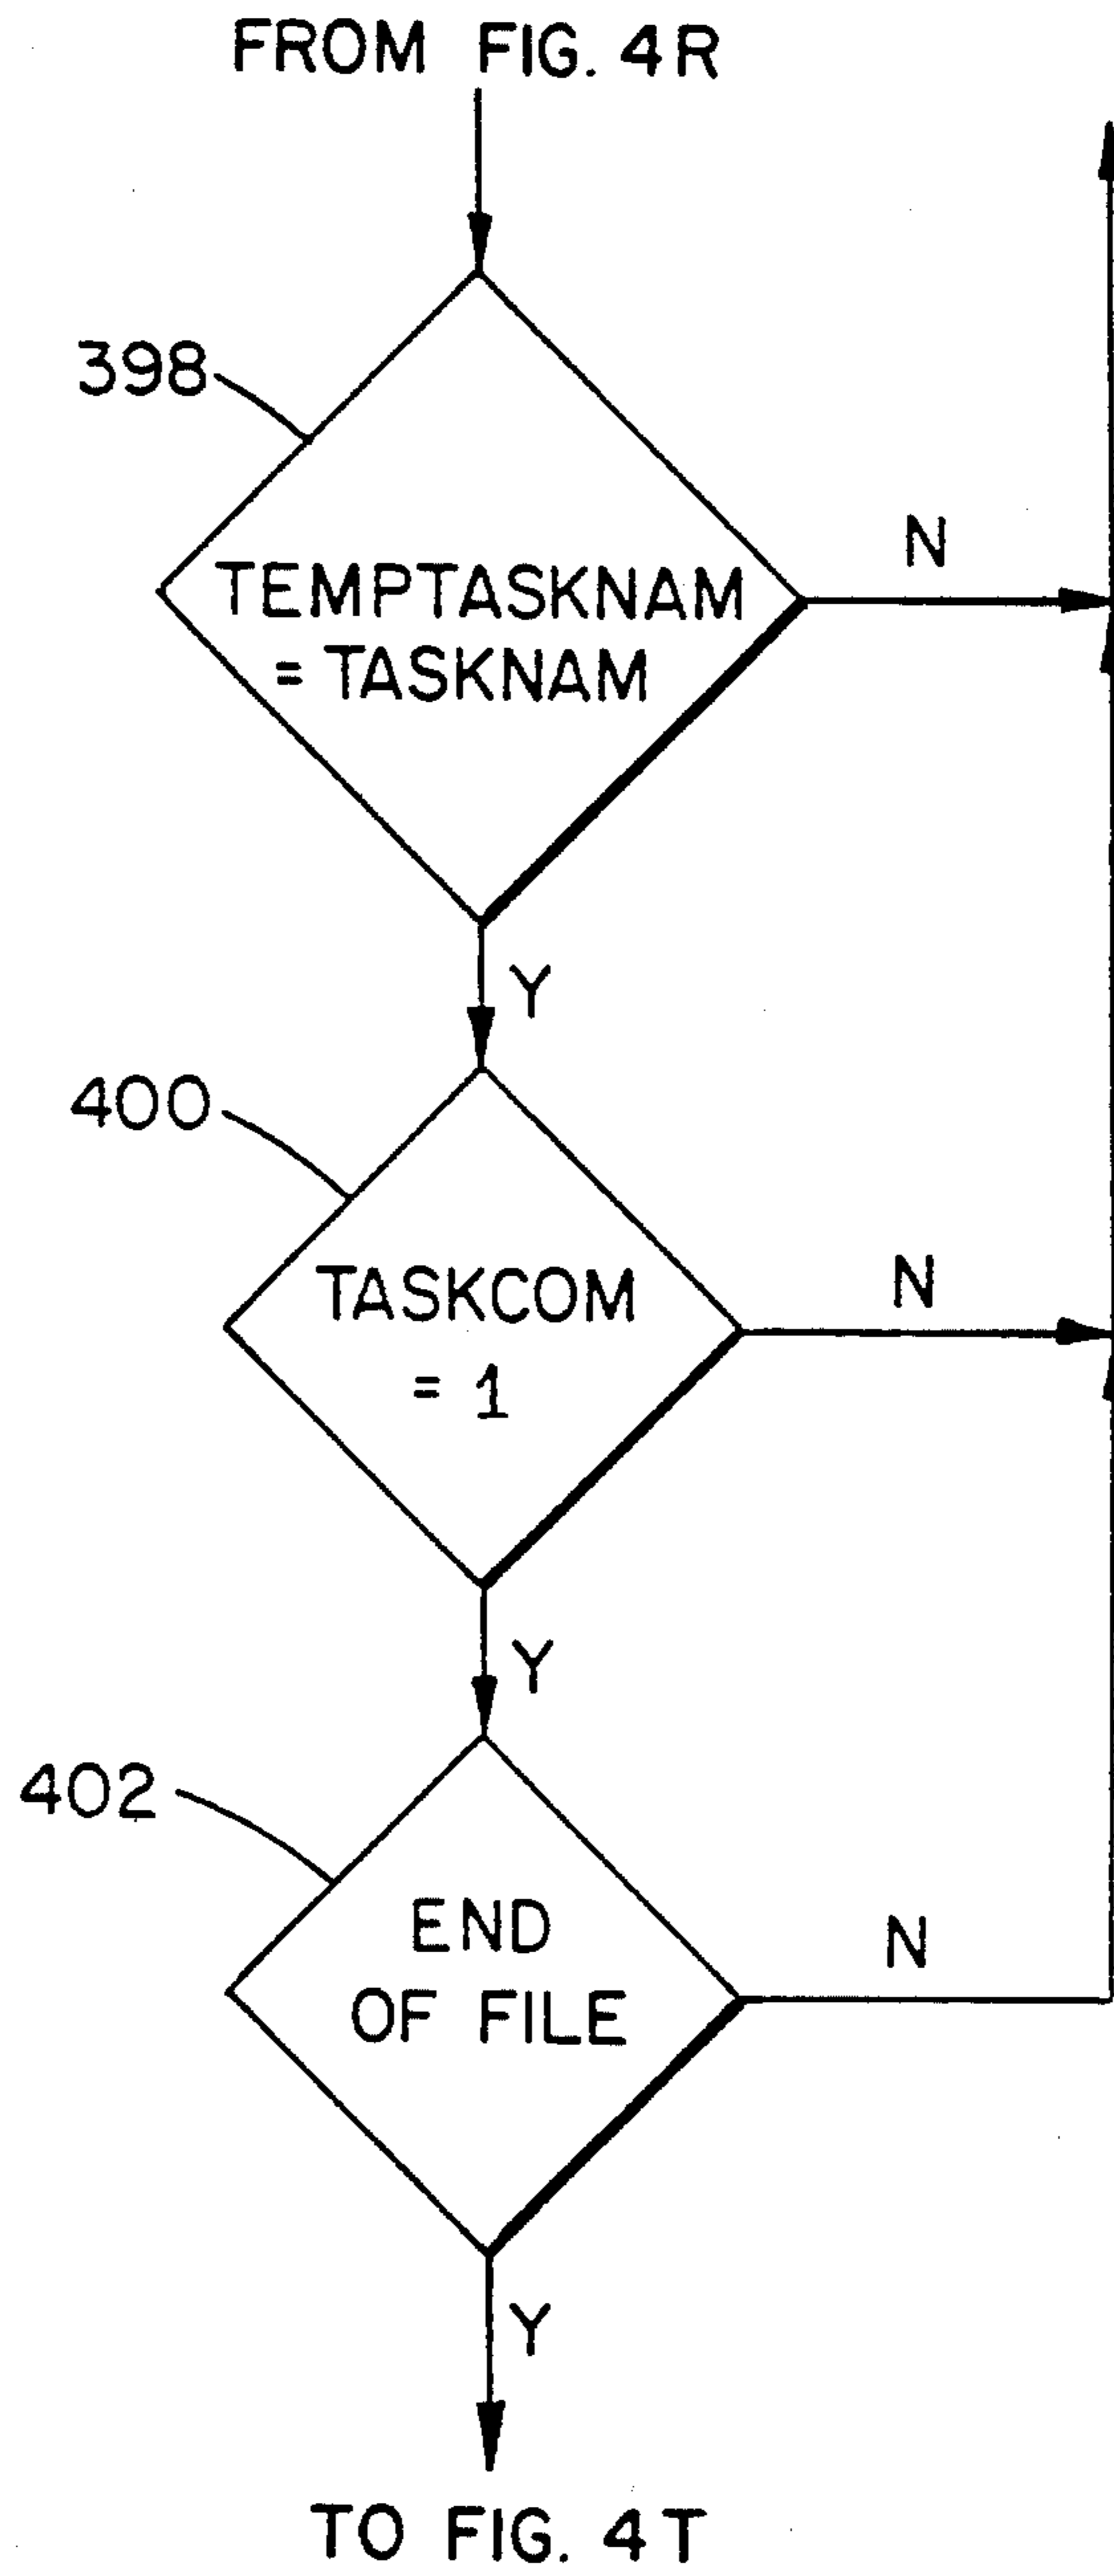 FROM FIG. 4R
398
TEMPTASKNAM
= TASKNAM
N
Y
400
TASKCOM
= 1
N
Y
402
END
OF FILE
N
Y
TO FIG. 4T